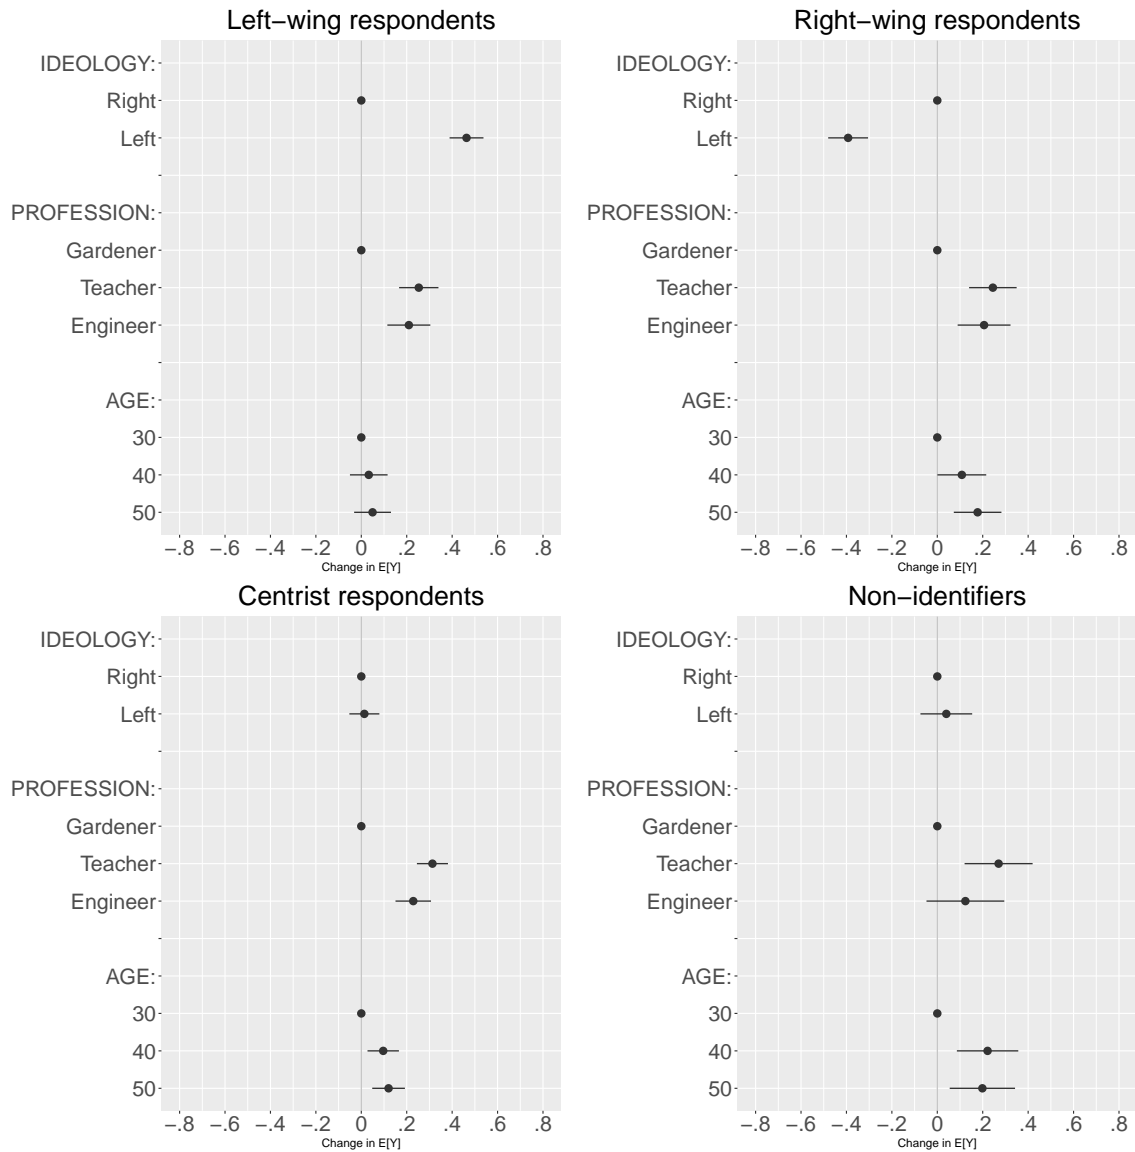 Left−wing respondents
IDEOLOGY:
Right
Left
PROFESSION:
Gardener
Teacher
Engineer
AGE:
30
40
50
−.8 −.6 −.4 −.2 0 .2 .4 .6 .8
Change in E[Y]
Right−wing respondents
IDEOLOGY:
Right
Left
PROFESSION:
Gardener
Teacher
Engineer
AGE:
30
40
50
−.8 −.6 −.4 −.2 0 .2 .4 .6 .8
Change in E[Y]
Centrist respondents
IDEOLOGY:
Right
Left
PROFESSION:
Gardener
Teacher
Engineer
AGE:
30
40
50
−.8 −.6 −.4 −.2 0 .2 .4 .6 .8
Change in E[Y]
Non−identifiers
IDEOLOGY:
Right
Left
PROFESSION:
Gardener
Teacher
Engineer
AGE:
30
40
50
−.8 −.6 −.4 −.2 0 .2 .4 .6 .8
Change in E[Y]